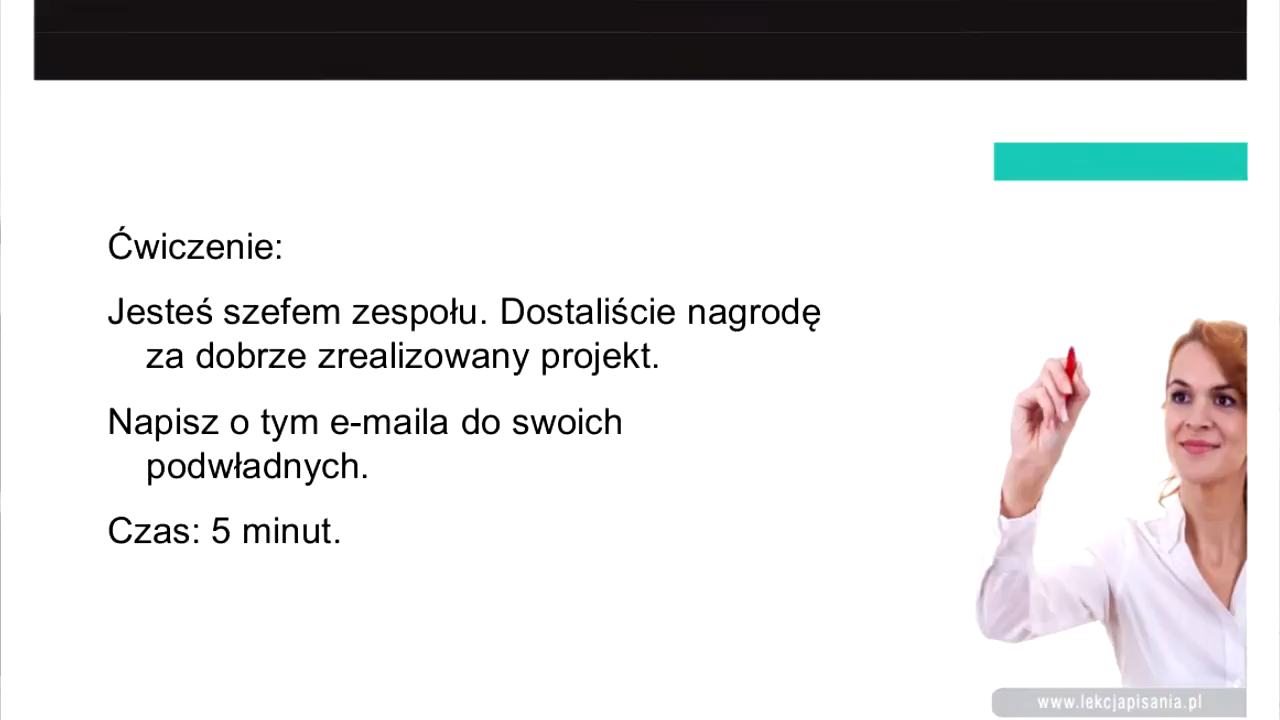 Ćwiczenie:
Jesteś szefem zespołu. Dostaliście nagrodę
za dobrze zrealizowany projekt.
Napisz o tym e-maila do swoich
podwładnych.
Czas: 5 minut.
www.lekcjapisania.pl